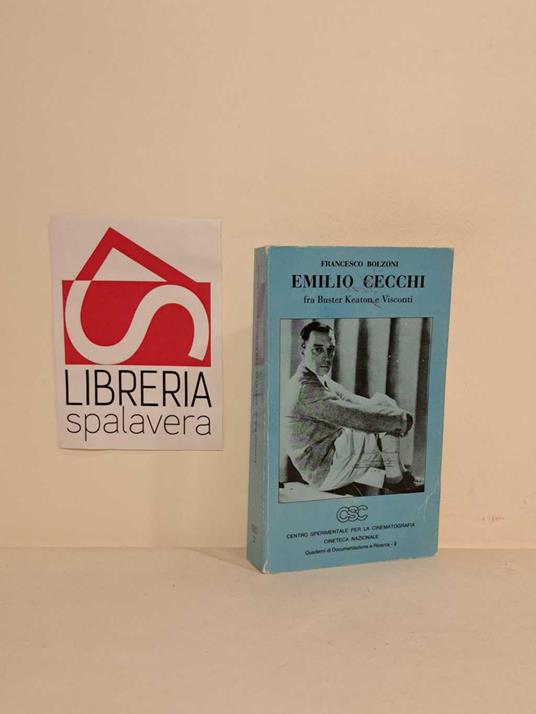 LIBRERIA
spalavera
FRANCESCO BOLZONI
EMILIO CECCHI
fra Buster Keaton e Visconti
CSC
CENTRO SPERIMENTALE PER LA CINEMATOGRAFIA
CINETECA NAZIONALE
Quaderni di Documentazione e Ricerca - 2